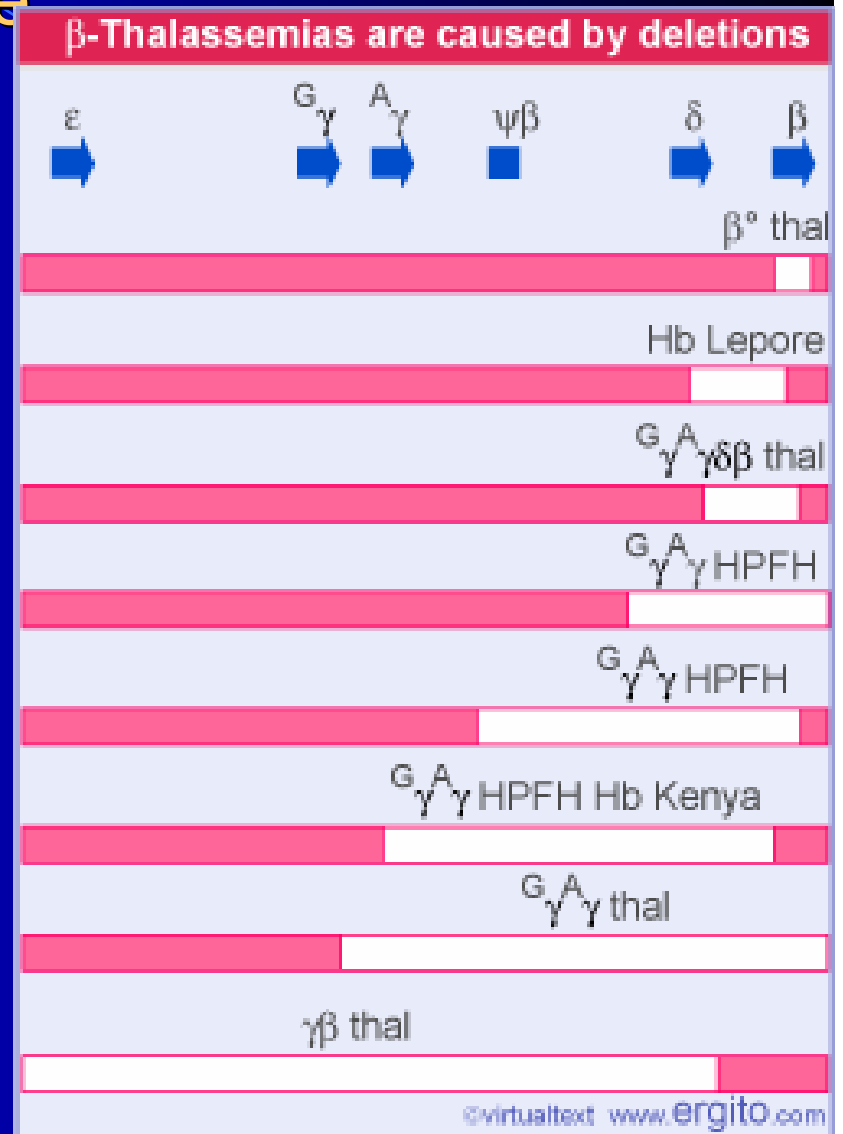 β-Thalassemias are caused by deletions
ε Gγ Aγ ψβ δ β
β° thal
Hb Lepore
GγAγδβ thal
GγAγ HPFH
GγAγ HPFH
GγAγ HPFH Hb Kenya
GγAγ thal
γβ thal
©virtualtext www.ergito.com